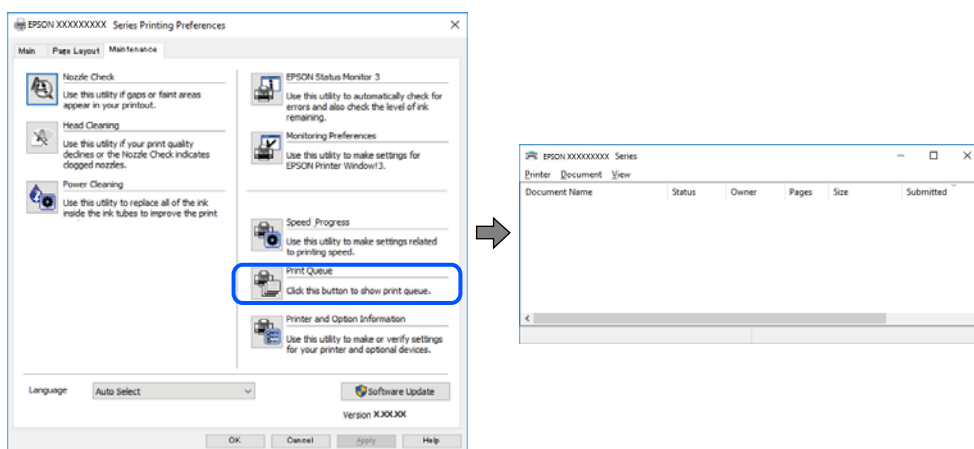 EPSON XXXXXXXXX Series Printing Preferences
Main Page Layout Maintenance
Nozzle Check
Use this utility if gaps or faint areas
appear in your printout.
Head Cleaning
Use this utility if your print quality
declines or the Nozzle Check indicates
clogged nozzles.
Power Cleaning
Use this utility to replace all of the ink
inside the ink tubes to improve the print
EPSON Status Monitor 3
Use this utility to automatically check for
errors and also check the level of ink
remaining.
Monitoring Preferences
Use this utility to make settings for
EPSON Printer Window!3.
Speed Progress
Use this utility to make settings related
to printing speed.
Print Queue
Click this button to show print queue.
Printer and Option Information
Use this utility to make or verify settings
for your printer and optional devices.
Language Auto Select Software Update
Version X.XX.XX
OK Cancel Apply Help
EPSON XXXXXXXXX Series
Printer Document View
Document Name Status Owner Pages Size Submitted